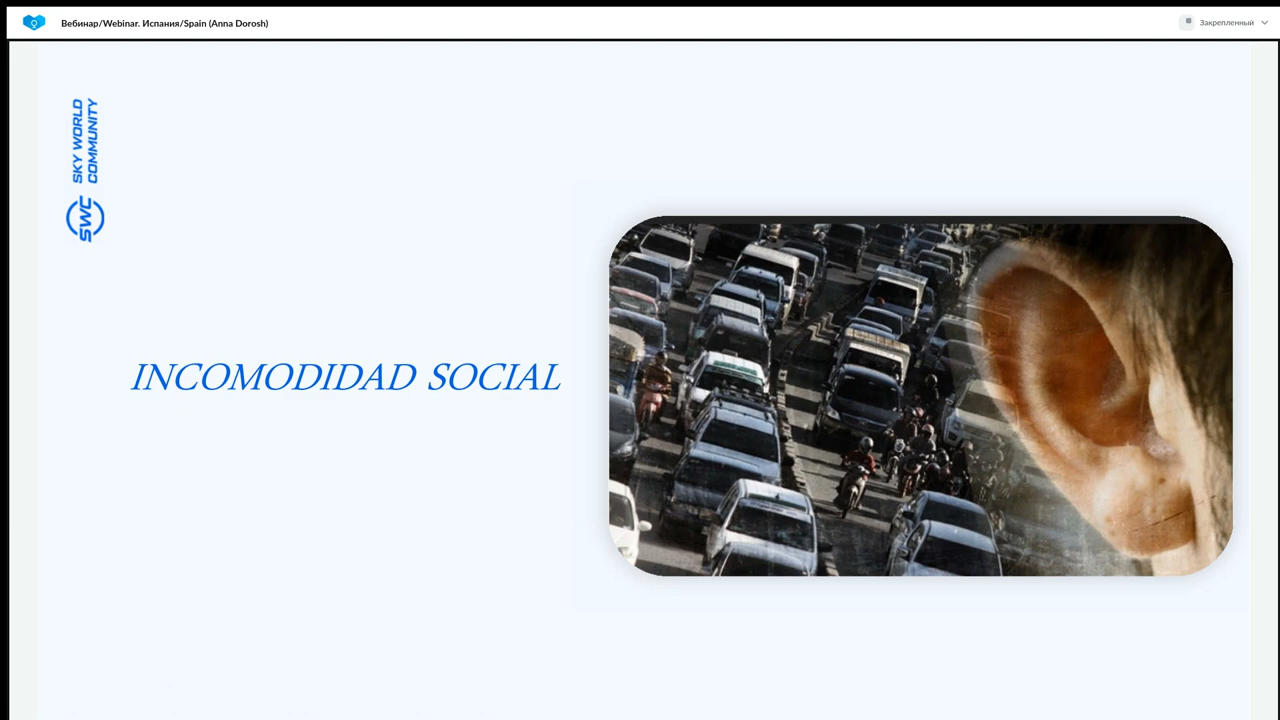 Вебинар/Webinar. Испания/Spain (Anna Dorosh)
Закрепленный
SKY WORLD
COMMUNITY
SWC
INCOMODIDAD SOCIAL